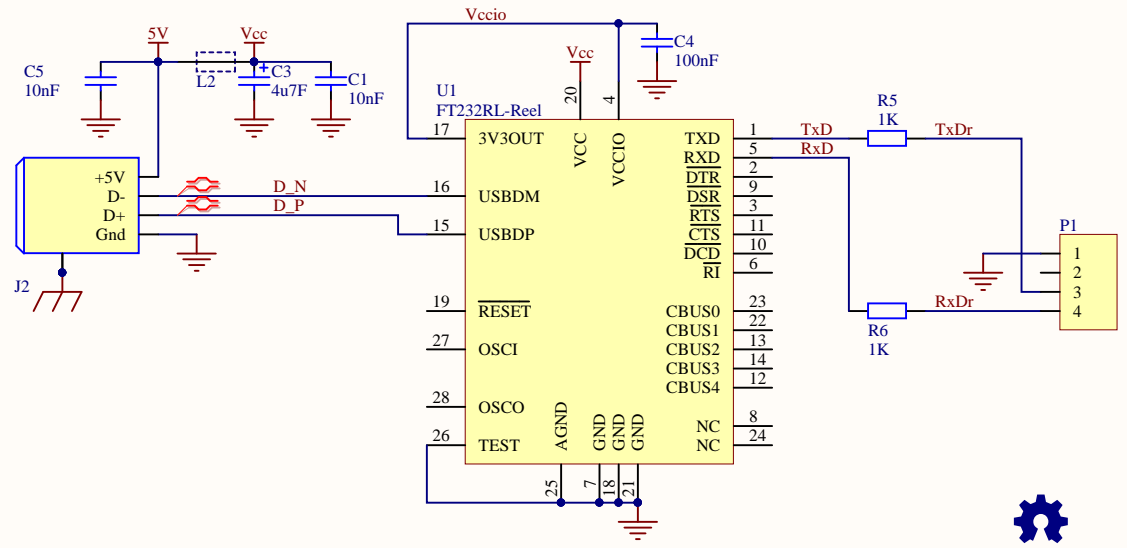 Vccio
5V
Vcc
C5
10nF
L2
C3
4u7F
C1
10nF
C4
100nF
Vcc
U1
FT232RL-Reel
20
4
17
3V3OUT
VCC
VCCIO
TXD
1
TxD
R5
1K
TxDr
RXD
5
RxD
DTR
2
+5V
D-
D+
Gnd
J2
D_N
D_P
16
USBDM
DSR
9
RTS
3
15
USBDP
CTS
11
DCD
10
RI
6
P1
1
2
3
4
19
RESET
CBUS0
23
CBUS1
22
RxDr
R6
1K
27
OSCI
CBUS2
13
CBUS3
14
CBUS4
12
28
OSCO
NC
8
26
TEST
NC
24
AGND
GND
GND
GND
25
7
18
21